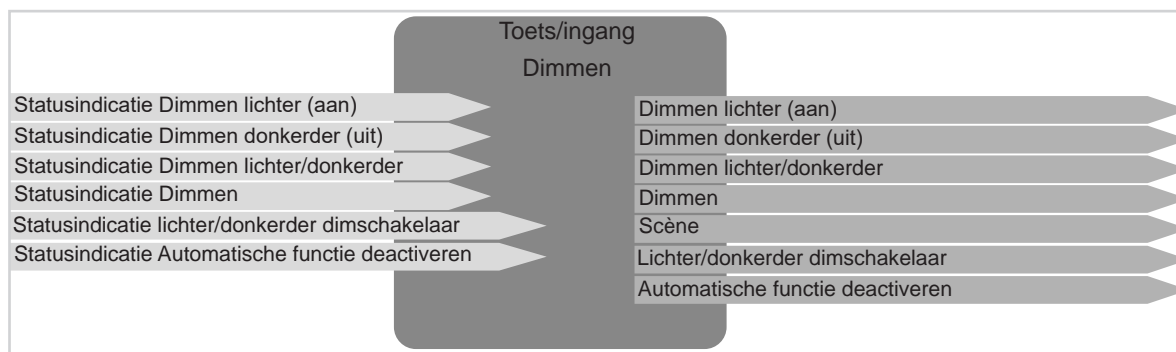 Toets/ingang
Dimmen
Statusindicatie Dimmen lichter (aan)
Statusindicatie Dimmen donkerder (uit)
Statusindicatie Dimmen lichter/donkerder
Statusindicatie Dimmen
Statusindicatie lichter/donkerder dimschakelaar
Statusindicatie Automatische functie deactiveren
Dimmen lichter (aan)
Dimmen donkerder (uit)
Dimmen lichter/donkerder
Dimmen
Scène
Lichter/donkerder dimschakelaar
Automatische functie deactiveren